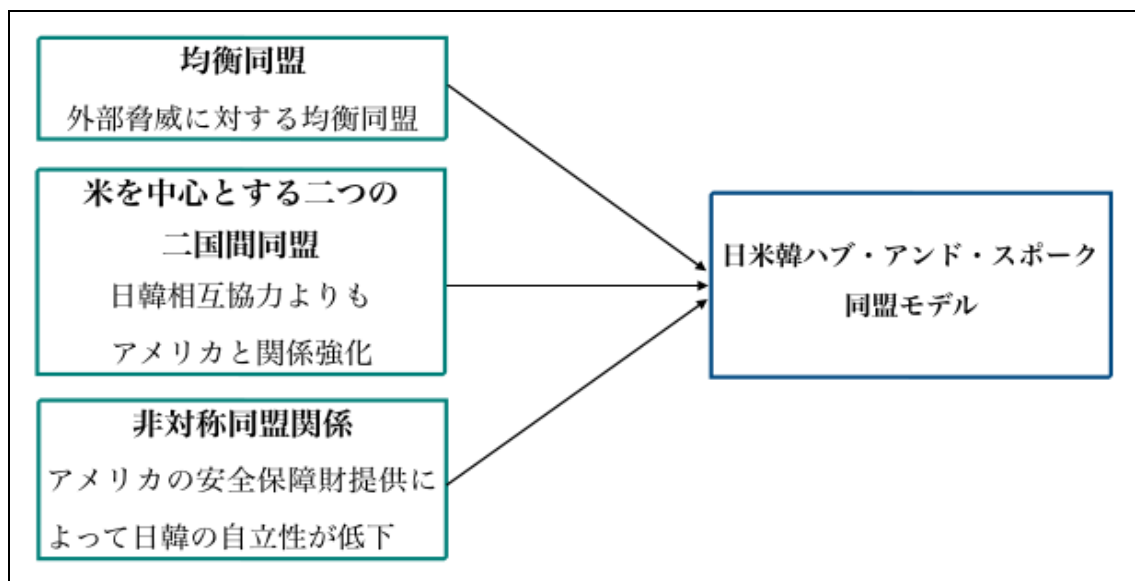 均衡同盟
外部脅威に対する均衡同盟
米を中心とする二つの
二国間同盟
日韓相互協力よりも
アメリカと関係強化
非対称同盟関係
アメリカの安全保障財提供に
よって日韓の自立性が低下
日米韓ハブ・アンド・スポーク
同盟モデル